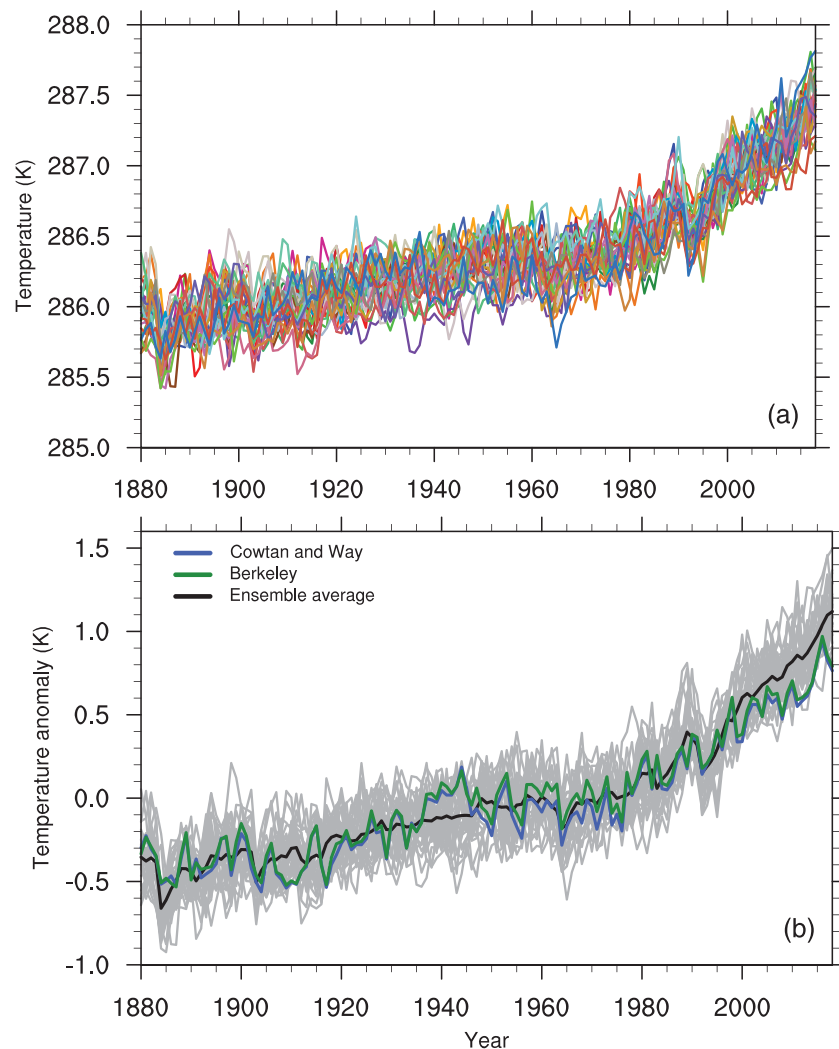 288.0
287.5
287.0
286.5
286.0
285.5
285.0
Temperature (K)
(a)
1880 1900 1920 1940 1960 1980 2000
1.5
1.0
0.5
0.0
-0.5
-1.0
Temperature anomaly (K)
Cowtan and Way
Berkeley
Ensemble average
(b)
1880 1900 1920 1940 1960 1980 2000
Year